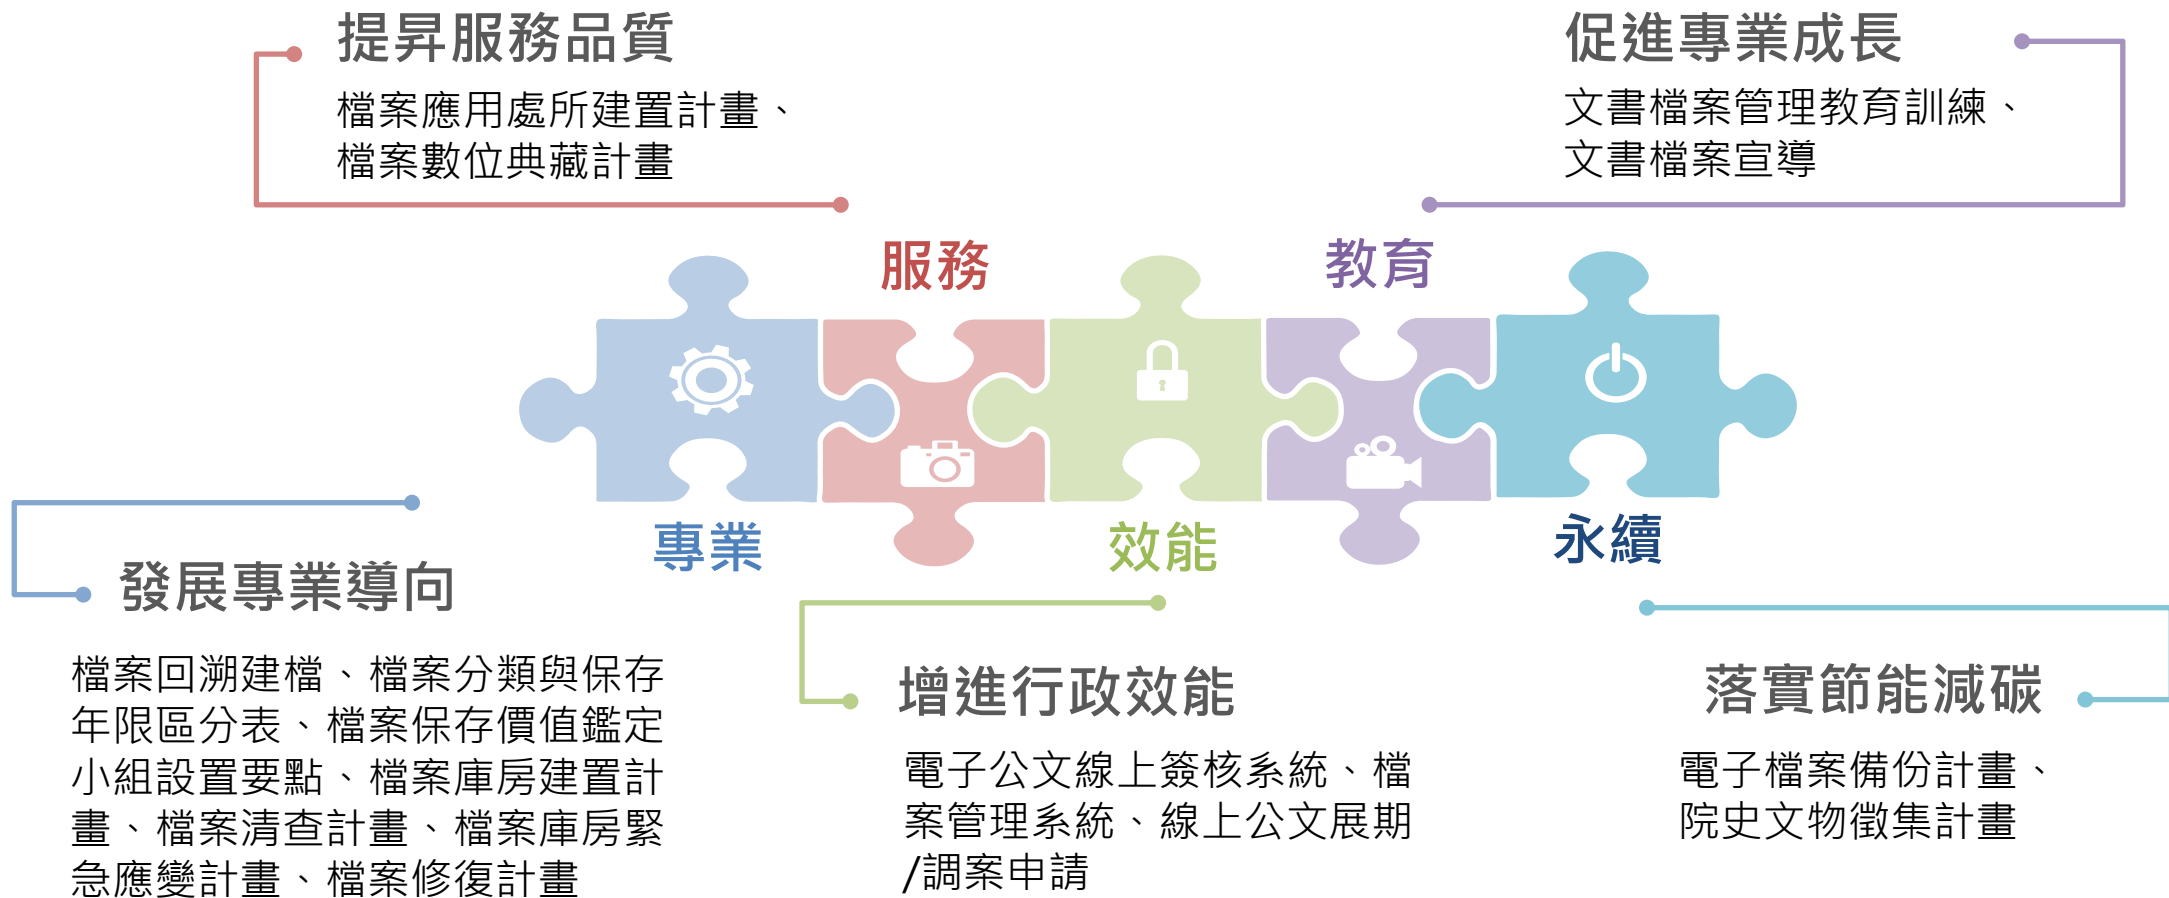 提昇服務品質
檔案應用處所建置計畫、
檔案數位典藏計畫
促進專業成長
文書檔案管理教育訓練、
文書檔案宣導
服務
教育
專業
效能
永續
發展專業導向
檔案回溯建檔、檔案分類與保存
年限區分表、檔案保存價值鑑定
小組設置要點、檔案庫房建置計
畫、檔案清查計畫、檔案庫房緊
急應變計畫、檔案修復計畫
增進行政效能
電子公文線上簽核系統、檔
案管理系統、線上公文展期
/調案申請
落實節能減碳
電子檔案備份計畫、
院史文物徵集計畫